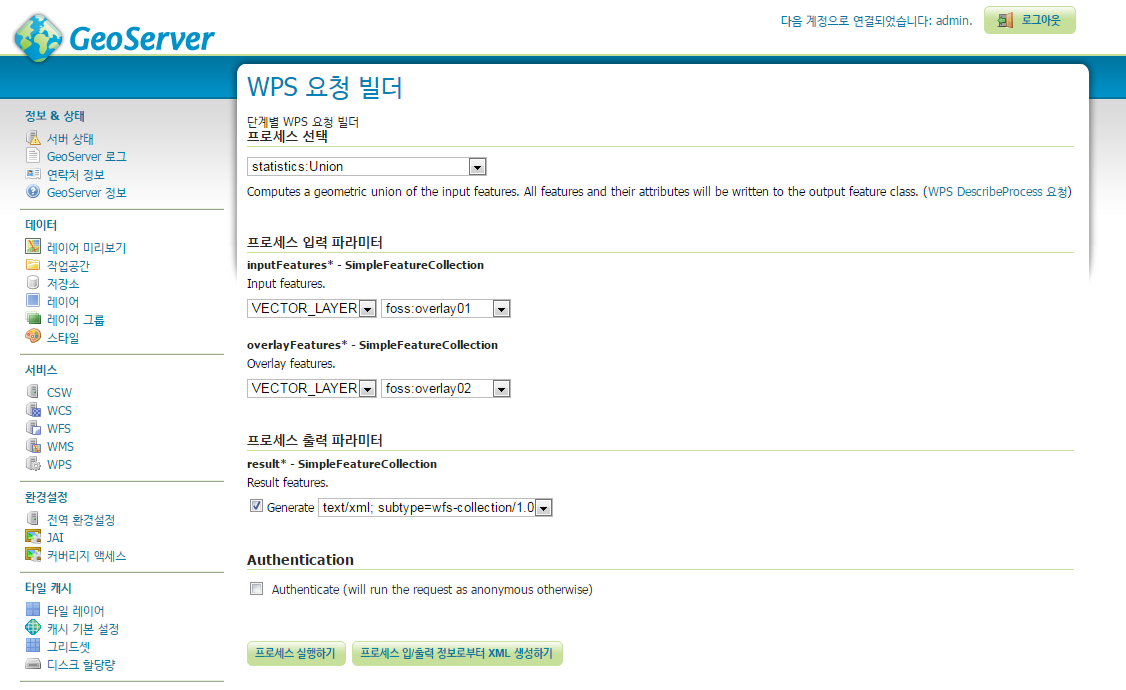 다음 계정으로 연결되었습니다: admin.
로그아웃
GeoServer
WPS 요청 빌더
정보 & 상태
서버 상태
GeoServer 로그
연락처 정보
GeoServer 정보
데이터
레이어 미리보기
작업공간
저장소
레이어
레이어 그룹
스타일
서비스
CSW
WCS
WFS
WMS
WPS
환경설정
전역 환경설정
JAI
커버리지 액세스
타일 캐시
타일 레이어
캐시 기본 설정
그리드셋
디스크 할당량
단계별 WPS 요청 빌더
프로세스 선택
statistics:Union
Computes a geometric union of the input features. All features and their attributes will be written to the output feature class. (WPS DescribeProcess 요청)
프로세스 입력 파라미터
inputFeatures* - SimpleFeatureCollection
Input features.
VECTOR_LAYER foss:overlay01
overlayFeatures* - SimpleFeatureCollection
Overlay features.
VECTOR_LAYER foss:overlay02
프로세스 출력 파라미터
result* - SimpleFeatureCollection
Result features.
Generate text/xml; subtype=wfs-collection/1.0
Authentication
Authenticate (will run the request as anonymous otherwise)
프로세스 실행하기
프로세스 입/출력 정보로부터 XML 생성하기